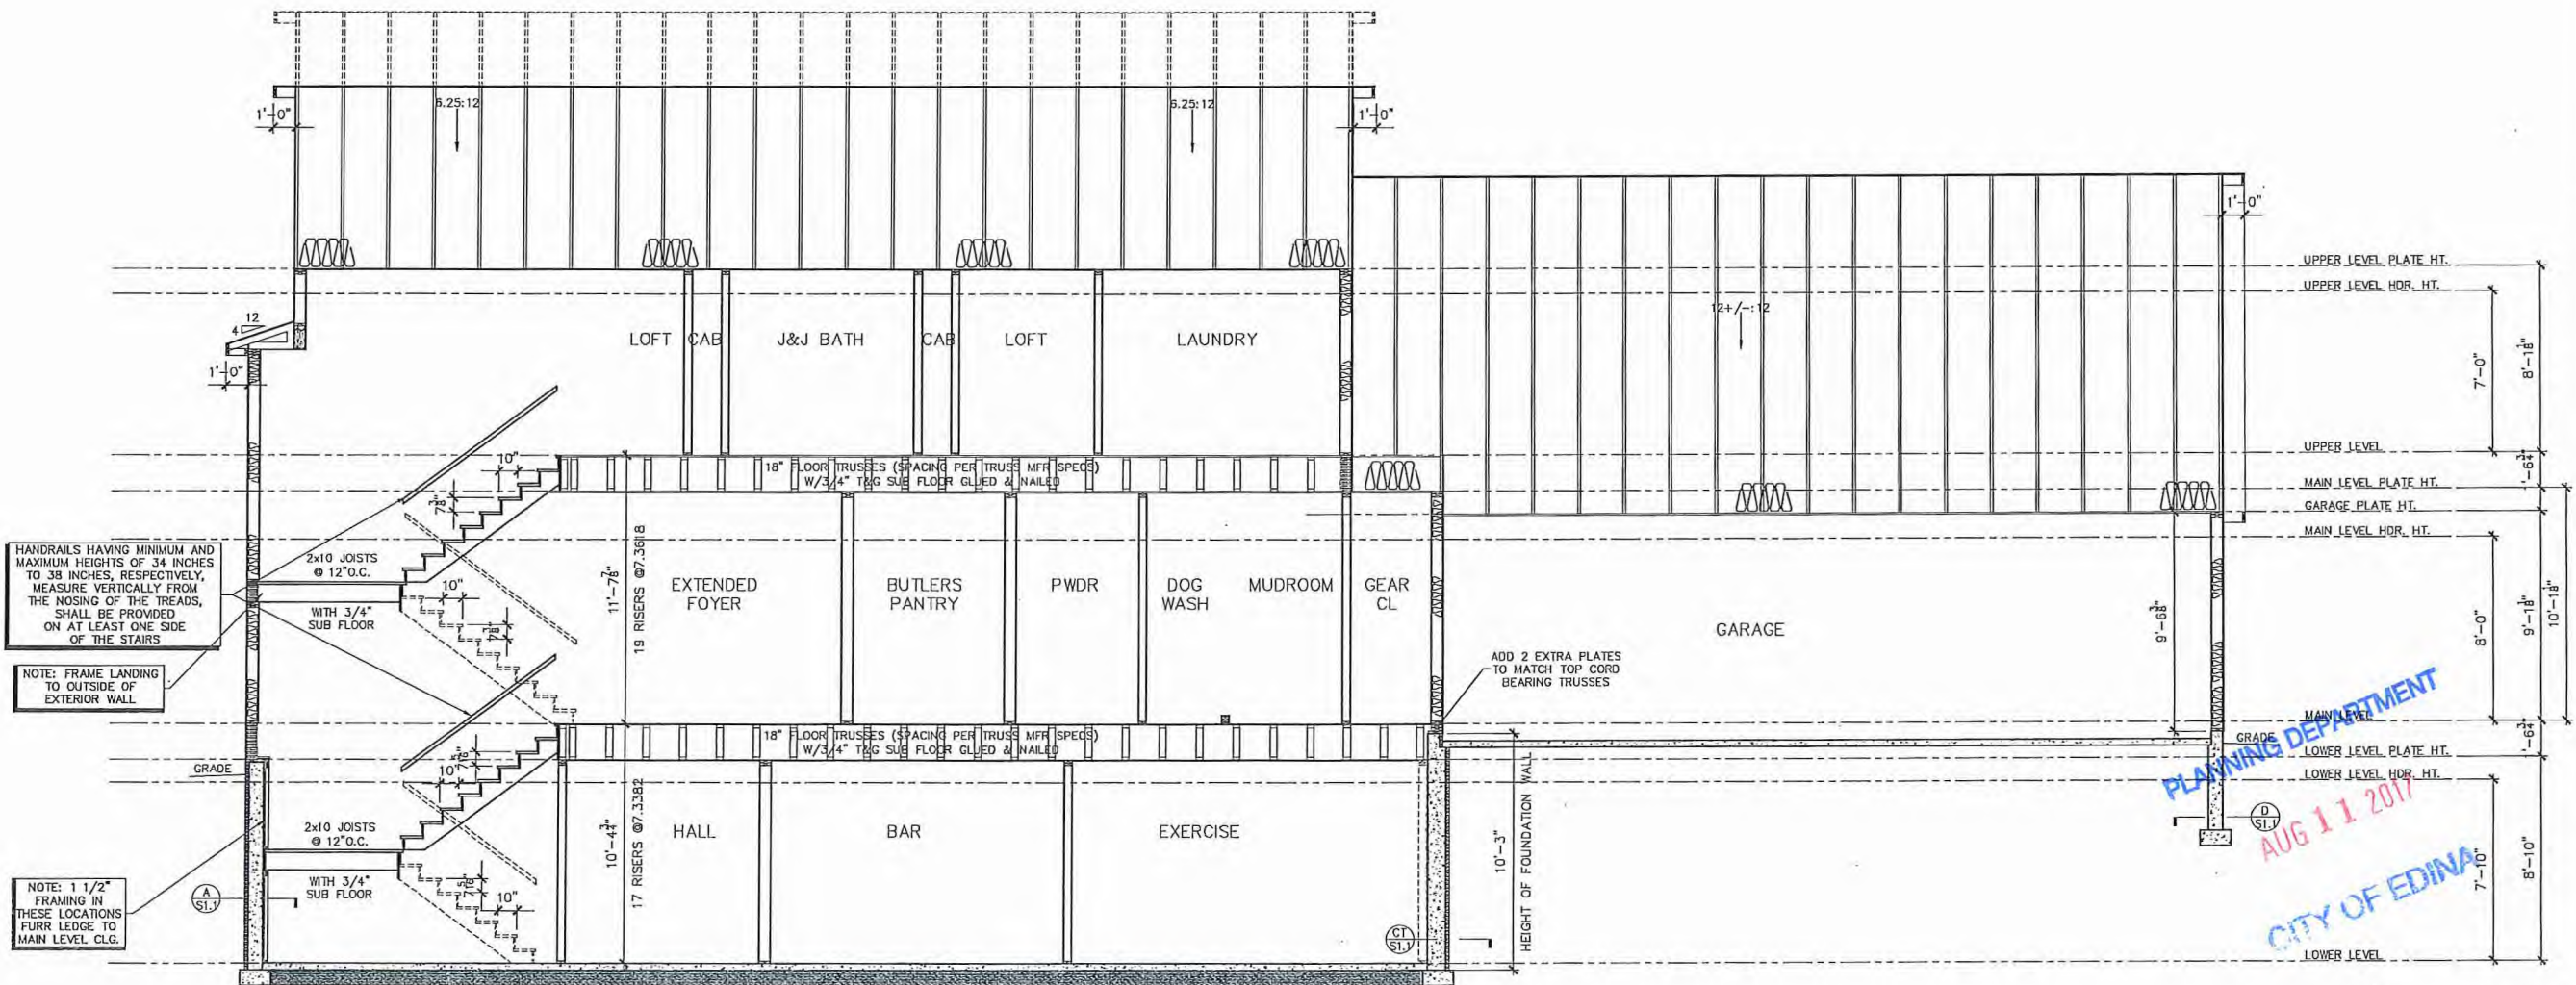 6.25:12
6.25:12
1'-0"
1'-0"
1'-0"
UPPER LEVEL PLATE HT.
UPPER LEVEL HDR. HT.
12
4
12+/-:12
LOFT
CAB
J&J BATH
CAB
LOFT
LAUNDRY
1'-0"
7'-0"
UPPER LEVEL
10"
18" FLOOR TRUSSES (SPACING PER TRUSS MFR SPECS)
W/3/4" T&G SUB FLOOR GLUED & NAILED
MAIN LEVEL PLATE HT.
GARAGE PLATE HT.
MAIN LEVEL HDR. HT.
HANDRAILS HAVING MINIMUM AND
MAXIMUM HEIGHTS OF 34 INCHES
TO 38 INCHES, RESPECTIVELY,
MEASURE VERTICALLY FROM
THE NOSING OF THE TREADS,
SHALL BE PROVIDED
ON AT LEAST ONE SIDE
OF THE STAIRS
2x10 JOISTS
@ 12"O.C.
10"
WITH 3/4"
SUB FLOOR
11'-7 7/8"
19 RISERS @7.3618
EXTENDED
FOYER
BUTLERS
PANTRY
PWDR
DOG
WASH
MUDROOM
GEAR
CL
GARAGE
9'-6 3/8"
8'-0"
9'-1 1/8"
10'-1 1/8"
8'-1 1/8"
ADD 2 EXTRA PLATES
TO MATCH TOP CORD
BEARING TRUSSES
NOTE: FRAME LANDING
TO OUTSIDE OF
EXTERIOR WALL
MAIN LEVEL
18" FLOOR TRUSSES (SPACING PER TRUSS MFR SPECS)
W/3/4" T&G SUB FLOOR GLUED & NAILED
GRADE
GRADE
LOWER LEVEL PLATE HT.
LOWER LEVEL HDR. HT.
10"
2x10 JOISTS
@ 12"O.C.
WITH 3/4"
SUB FLOOR
10"
10'-4 3/4"
17 RISERS @7.3382
HALL
BAR
EXERCISE
10'-3"
HEIGHT OF FOUNDATION WALL
7'-10"
8'-10"
NOTE: 1 1/2"
FRAMING IN
THESE LOCATIONS
FURR LEDGE TO
MAIN LEVEL CLG.
A
S1.1
CT
S1.1
D
S1.1
LOWER LEVEL
PLANNING DEPARTMENT
AUG 11 2017
CITY OF EDINA